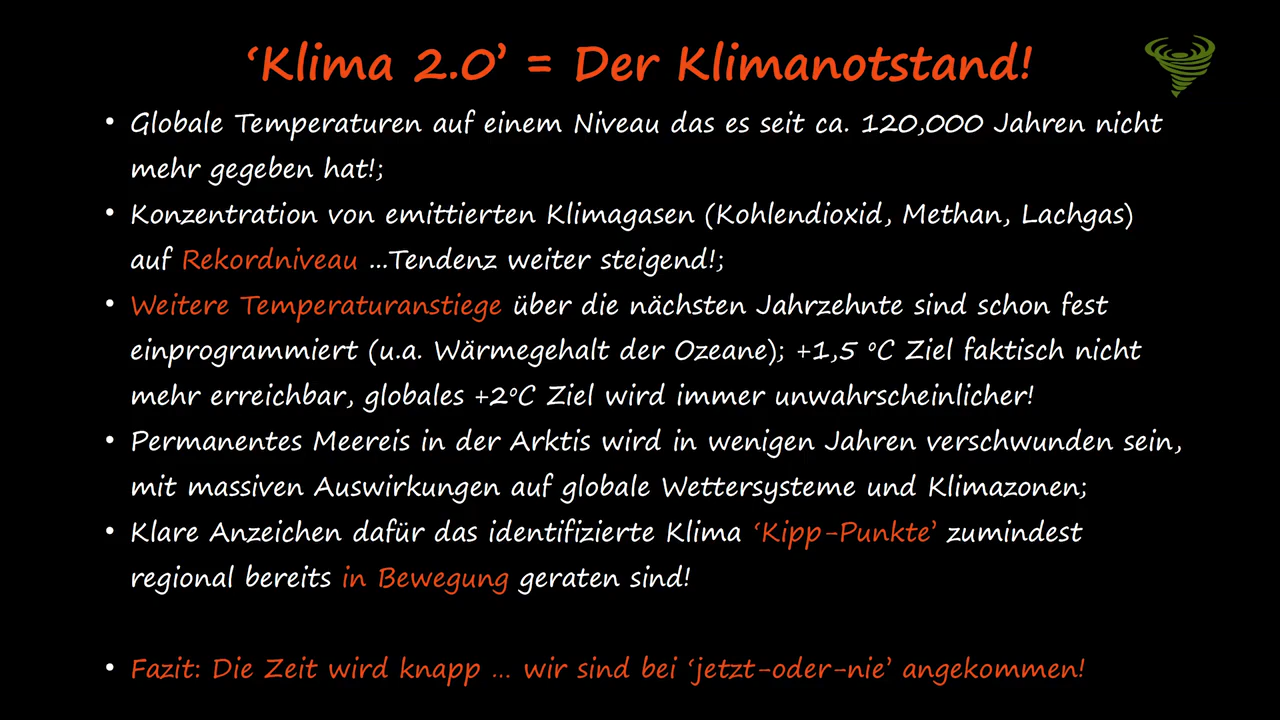 ‘Klima 2.0’ = Der Klimanotstand!
• Globale Temperaturen auf einem Niveau das es seit ca. 120,000 Jahren nicht
mehr gegeben hat!;
• Konzentration von emittierten Klimagasen (Kohlendioxid, Methan, Lachgas)
auf Rekordniveau ...Tendenz weiter steigend!;
• Weitere Temperaturanstiege über die nächsten Jahrzehnte sind schon fest
einprogrammiert (u.a. Wärmegehalt der Ozeane); +1,5 °C Ziel faktisch nicht
mehr erreichbar, globales +2°C Ziel wird immer unwahrscheinlicher!
• Permanentes Meereis in der Arktis wird in wenigen Jahren verschwunden sein,
mit massiven Auswirkungen auf globale Wettersysteme und Klimazonen;
• Klare Anzeichen dafür das identifizierte Klima ‘Kipp-Punkte’ zumindest
regional bereits in Bewegung geraten sind!
• Fazit: Die Zeit wird knapp ... wir sind bei ‘jetzt-oder-nie’ angekommen!